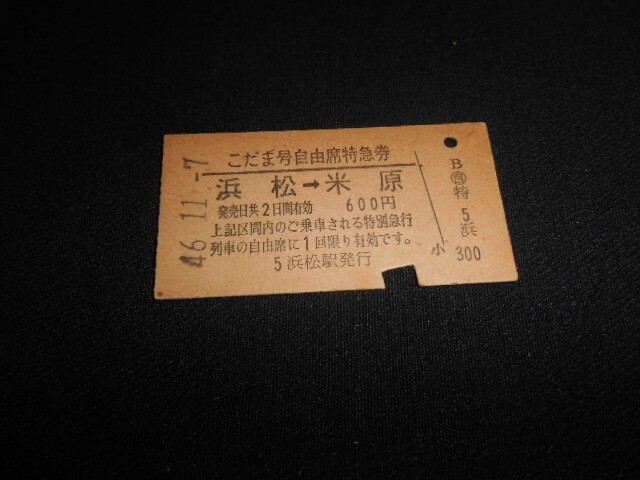 46.11.-7
こだま号自由席特急券
浜松→米原
発売日共2日間有効 600円
上記区間内のご乗車される特別急行
列車の自由席に1回限り有効です。
5 浜松駅発行
B
自
特
5
浜
小 300